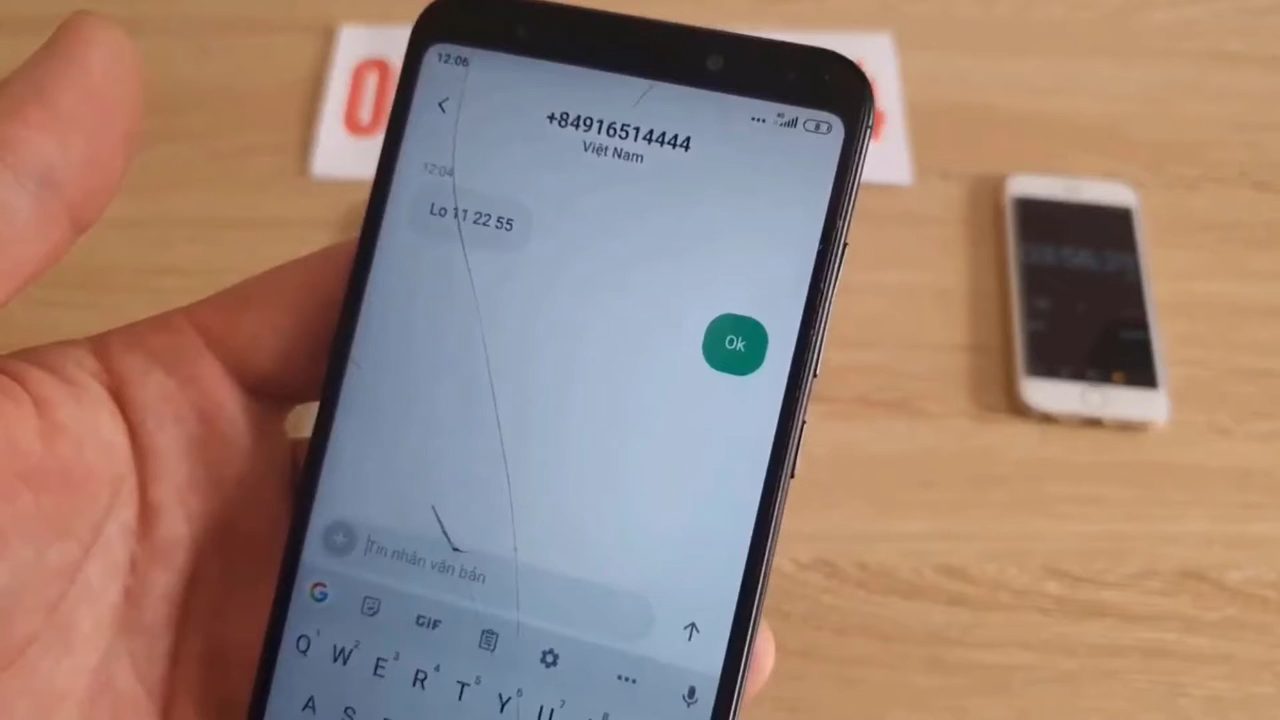 12:06
+84916514444
Việt Nam
12:04
Lo 11 22 55
Ok
Tin nhắn văn bản
GIF
Q W E R T Y U
A S